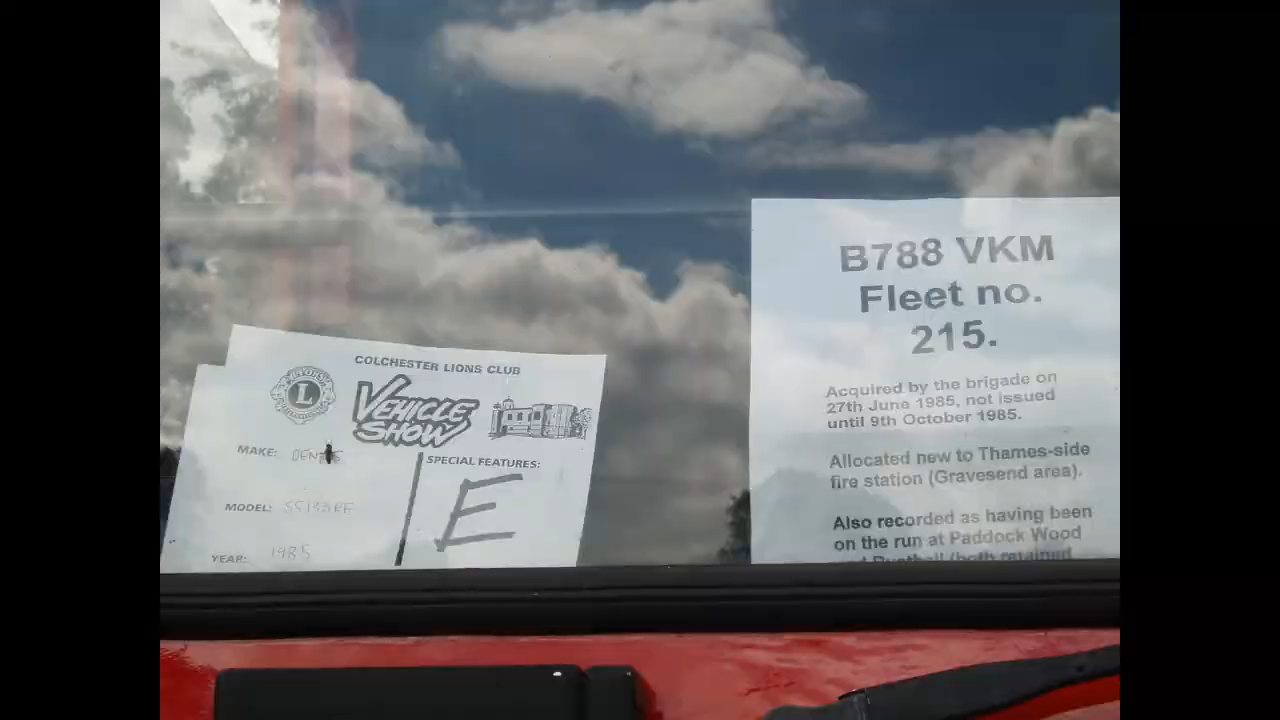 COLCHESTER LIONS CLUB
L
VEHICLE
SHOW
MAKE:
SPECIAL FEATURES:
E
MODEL:
YEAR: 1985
B788 VKM
Fleet no.
215.
Acquired by the brigade on
27th June 1985, not issued
until 9th October 1985.
Allocated new to Thames-side
fire station (Gravesend area).
Also recorded as having been
on the run at Paddock Wood
(both retained